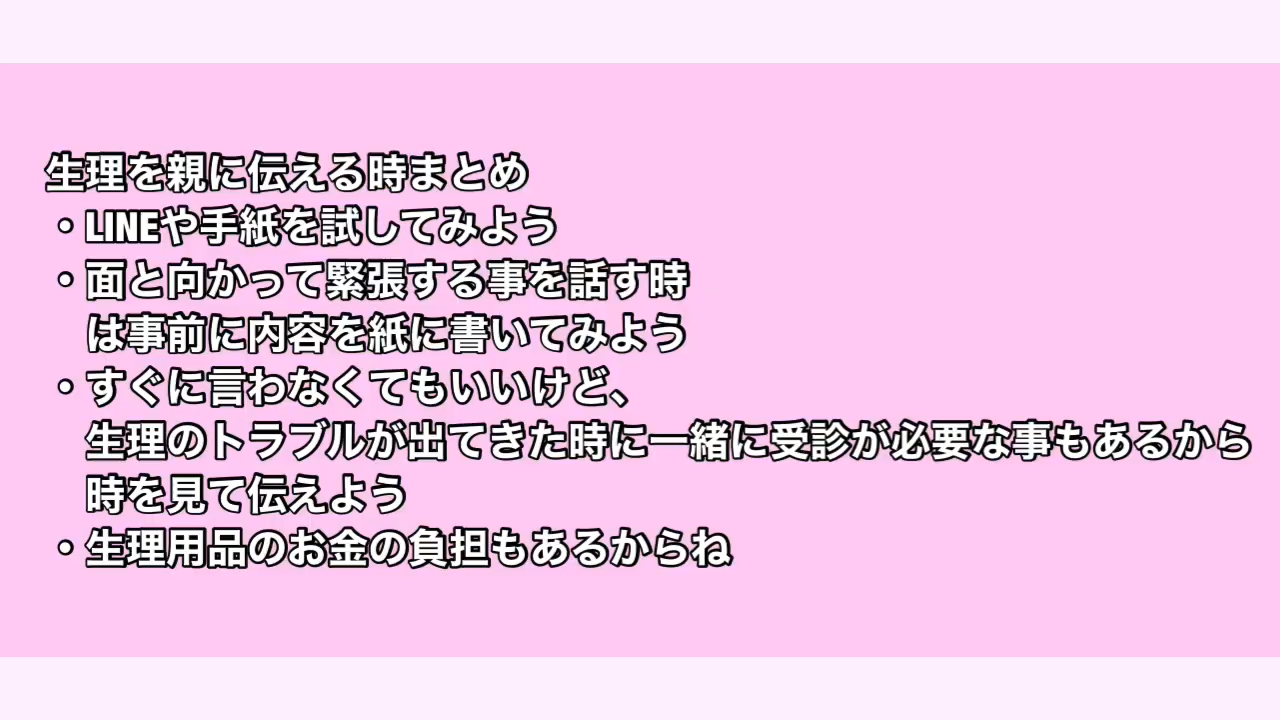 生理を親に伝える時まとめ
・LINEや手紙を試してみよう
・面と向かって緊張する事を話す時
は事前に内容を紙に書いてみよう
・すぐに言わなくてもいいけど、
生理のトラブルが出てきた時に一緒に受診が必要な事もあるから
時を見て伝えよう
・生理用品のお金の負担もあるからね